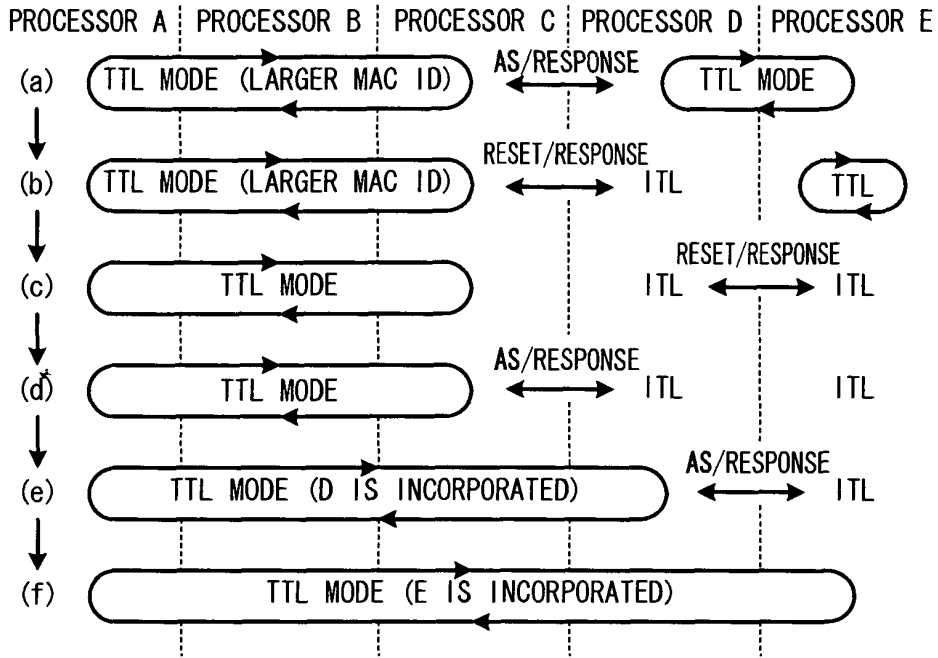 PROCESSOR A PROCESSOR B PROCESSOR C PROCESSOR D PROCESSOR E
(a) TTL MODE (LARGER MAC ID) AS/RESPONSE TTL MODE
(b) TTL MODE (LARGER MAC ID) RESET/RESPONSE ITL TTL
(c) TTL MODE ITL RESET/RESPONSE ITL
(d) TTL MODE AS/RESPONSE ITL ITL
(e) TTL MODE (D IS INCORPORATED) AS/RESPONSE ITL
(f) TTL MODE (E IS INCORPORATED)